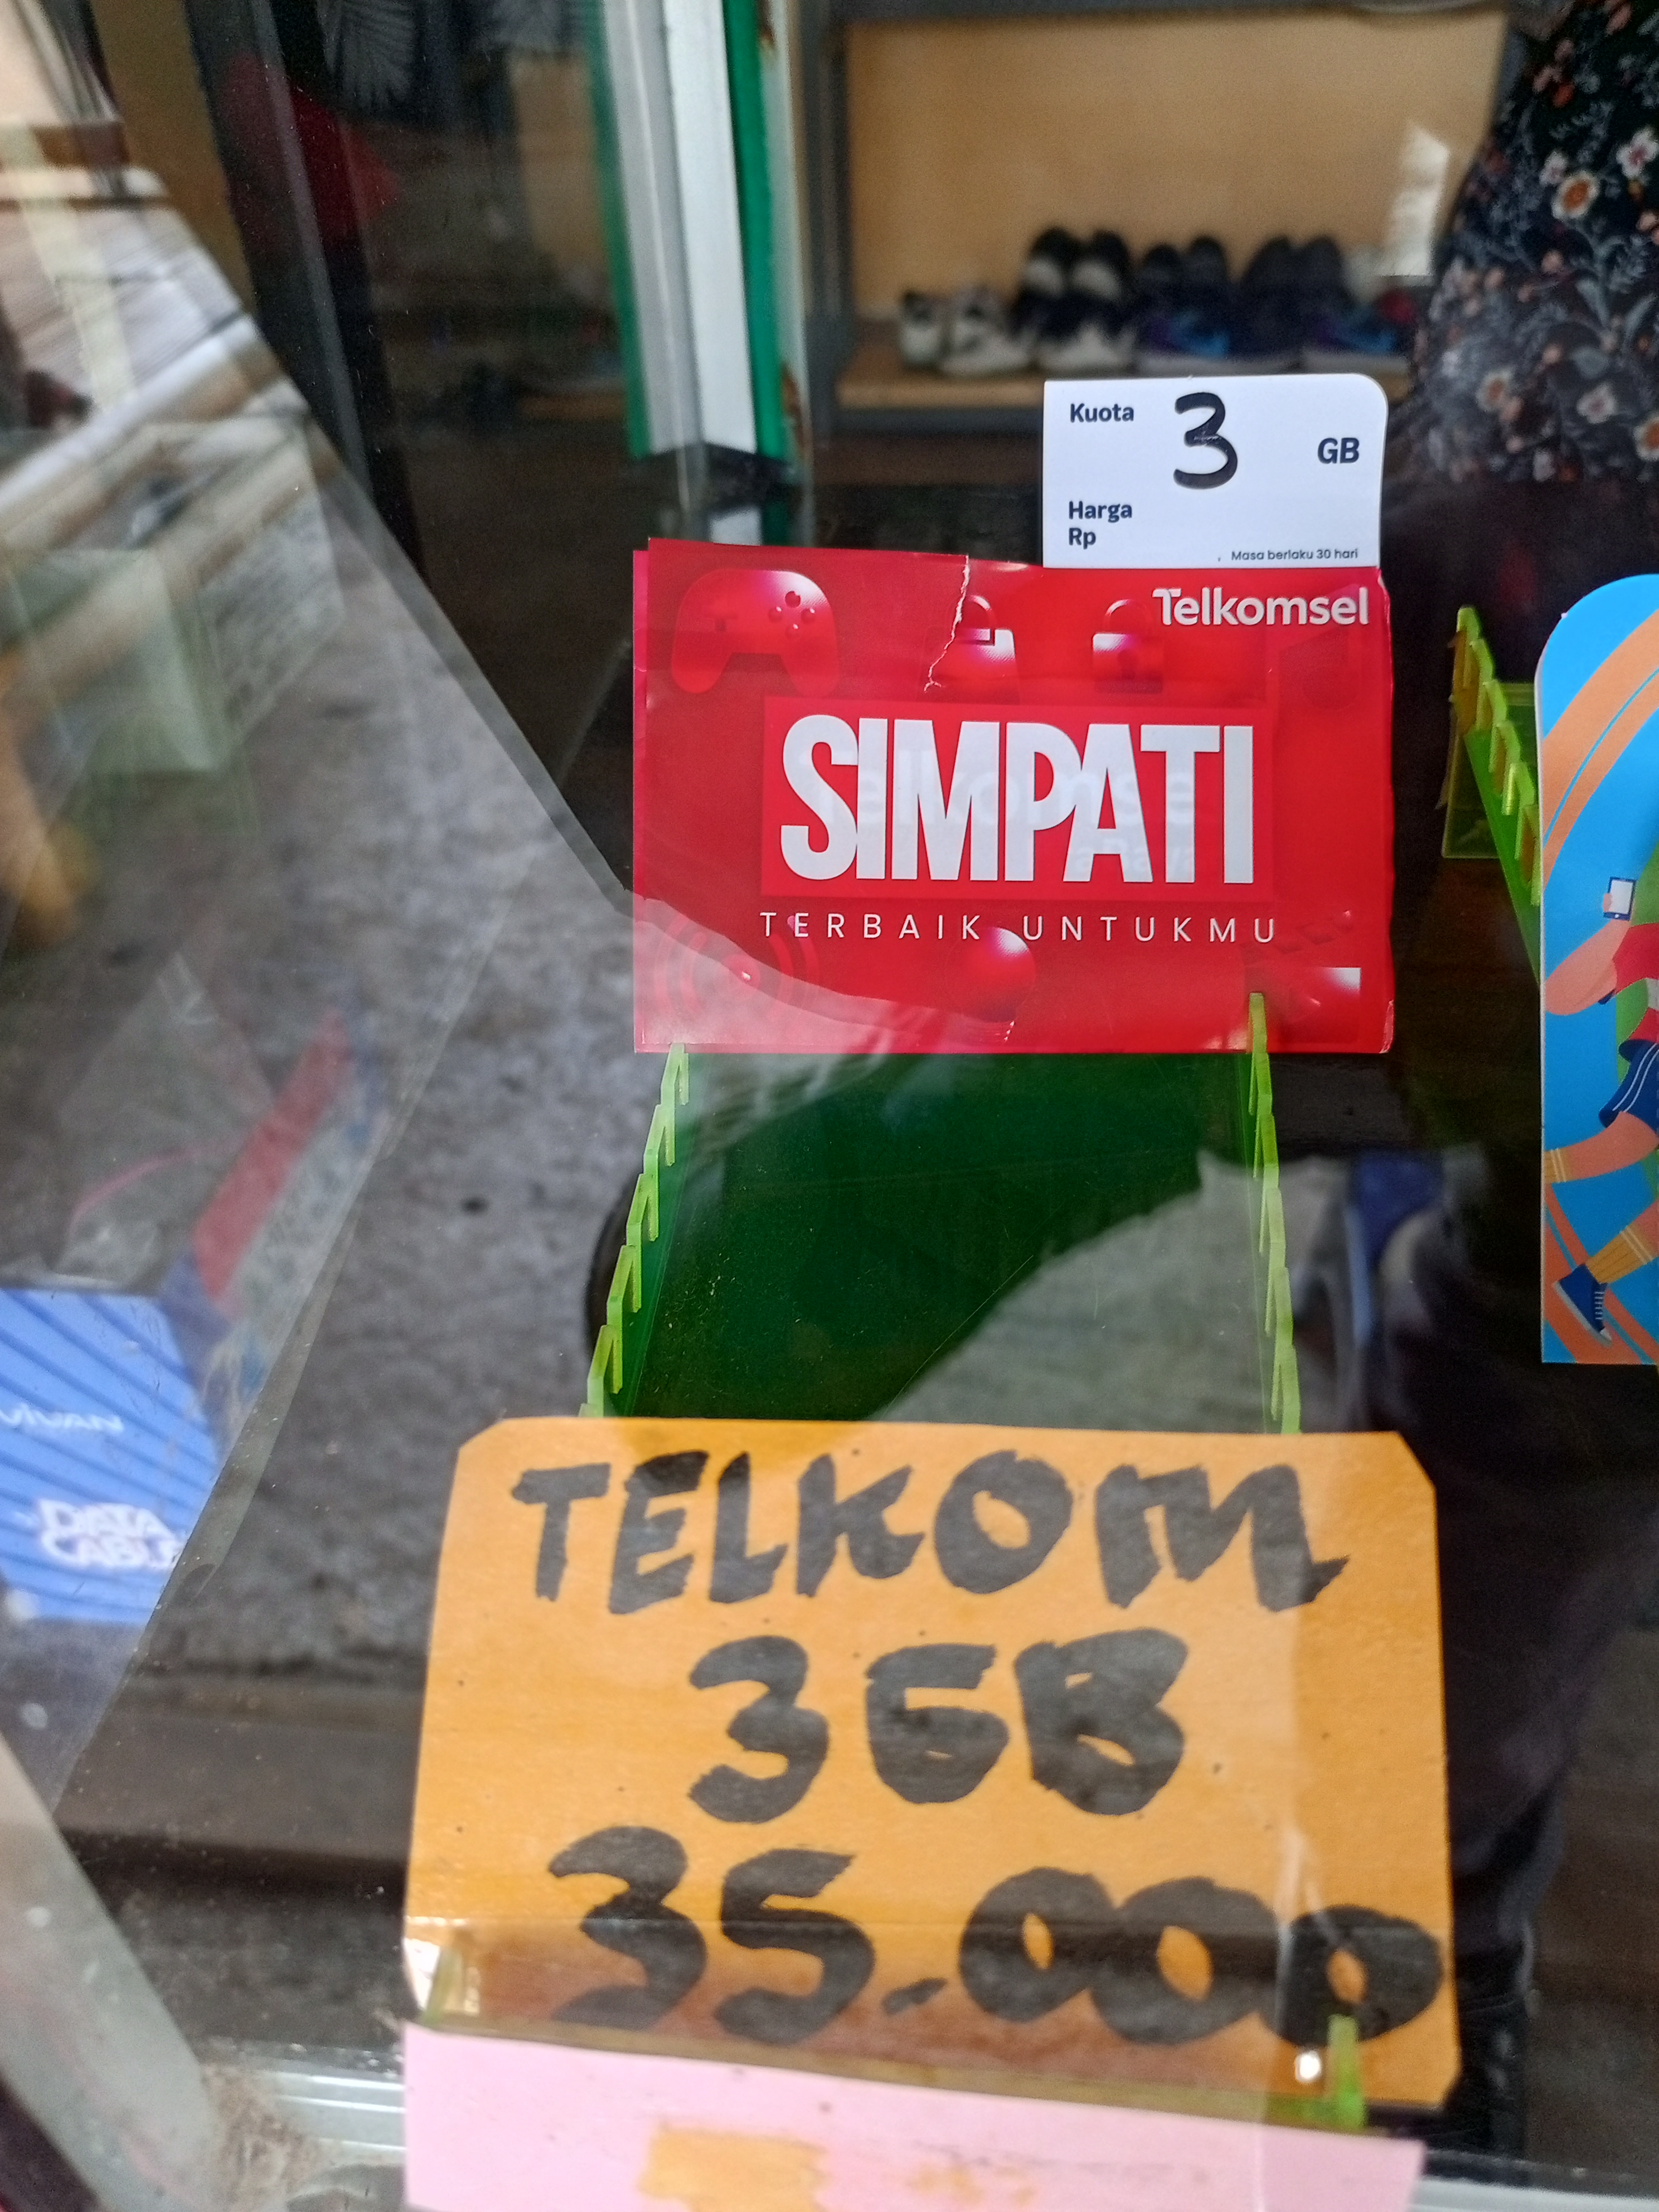 Kuota 3 GB
Harga
Rp
Masa berlaku 30 hari
Telkomsel
SIMPATI
TERBAIK UNTUKMU
VIVAN
DATA
CABLE
TELKOM
3GB
35.000